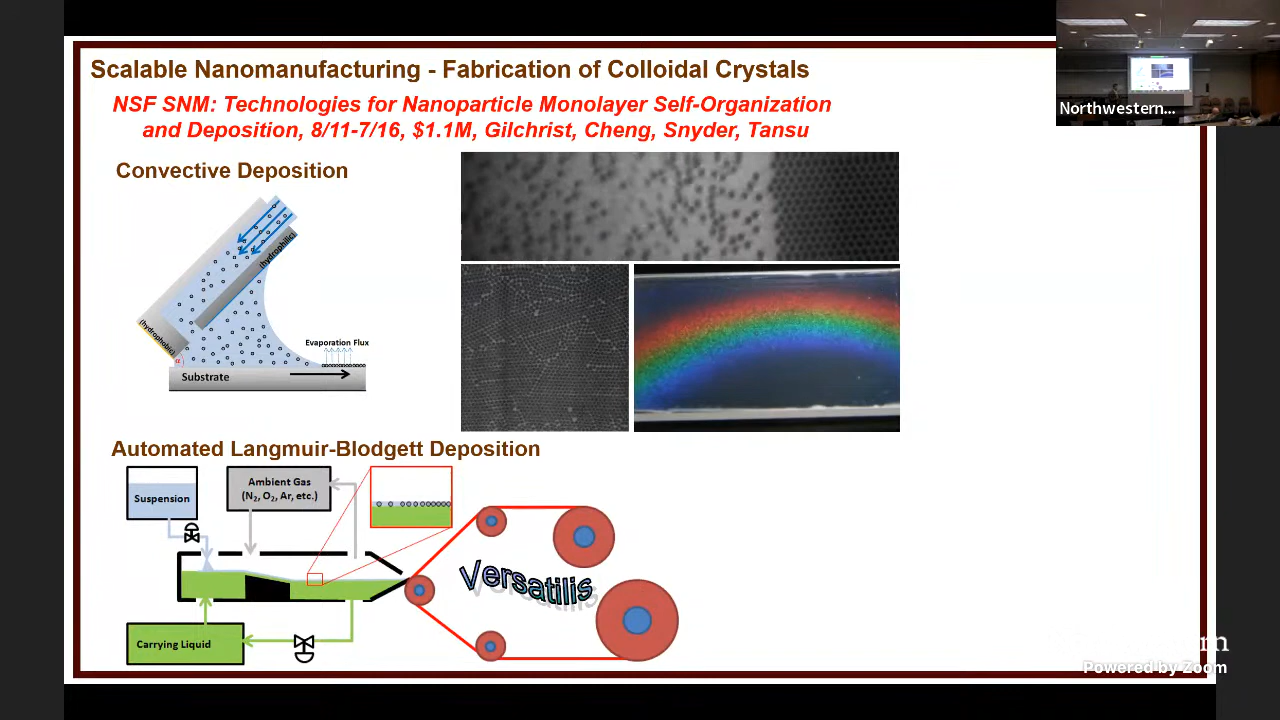 Scalable Nanomanufacturing - Fabrication of Colloidal Crystals
NSF SNM: Technologies for Nanoparticle Monolayer Self-Organization
and Deposition, 8/11-7/16, $1.1M, Gilchrist, Cheng, Snyder, Tansu
Northwestern...
Convective Deposition
(hydrophilic)
(hydrophobic)
α
Evaporation Flux
Substrate
Automated Langmuir-Blodgett Deposition
Suspension
Ambient Gas
(N₂, O₂, Ar, etc.)
Versatilis
Carrying Liquid
Powered by Zoom